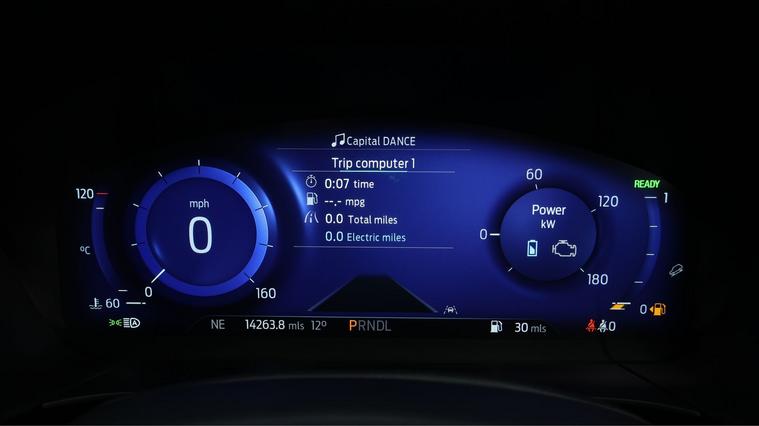 Capital DANCE
Trip computer 1
0:07 time
--.- mpg
0.0 Total miles
0.0 Electric miles
120
°C
60
mph
0
0
160
60
120
0
180
Power
kW
READY
1
0
NE 14263.8 mls 12° PRNDL 30 mls